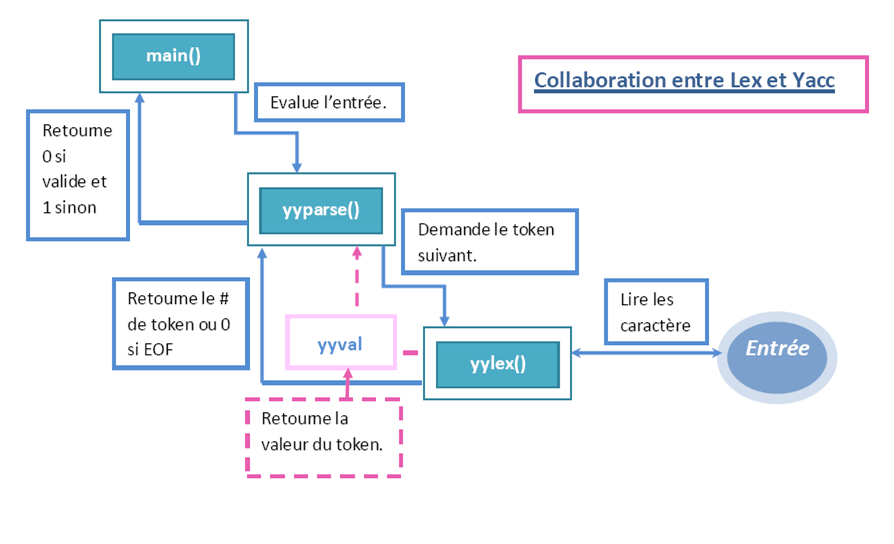 main()
Collaboration entre Lex et Yacc
Evalue l'entrée.
Retourne
0 si
valide et
1 sinon
yyparse()
Demande le token
suivant.
Retourne le #
de token ou 0
si EOF
Lire les
caractère
yyval
yylex()
Entrée
Retourne la
valeur du token.